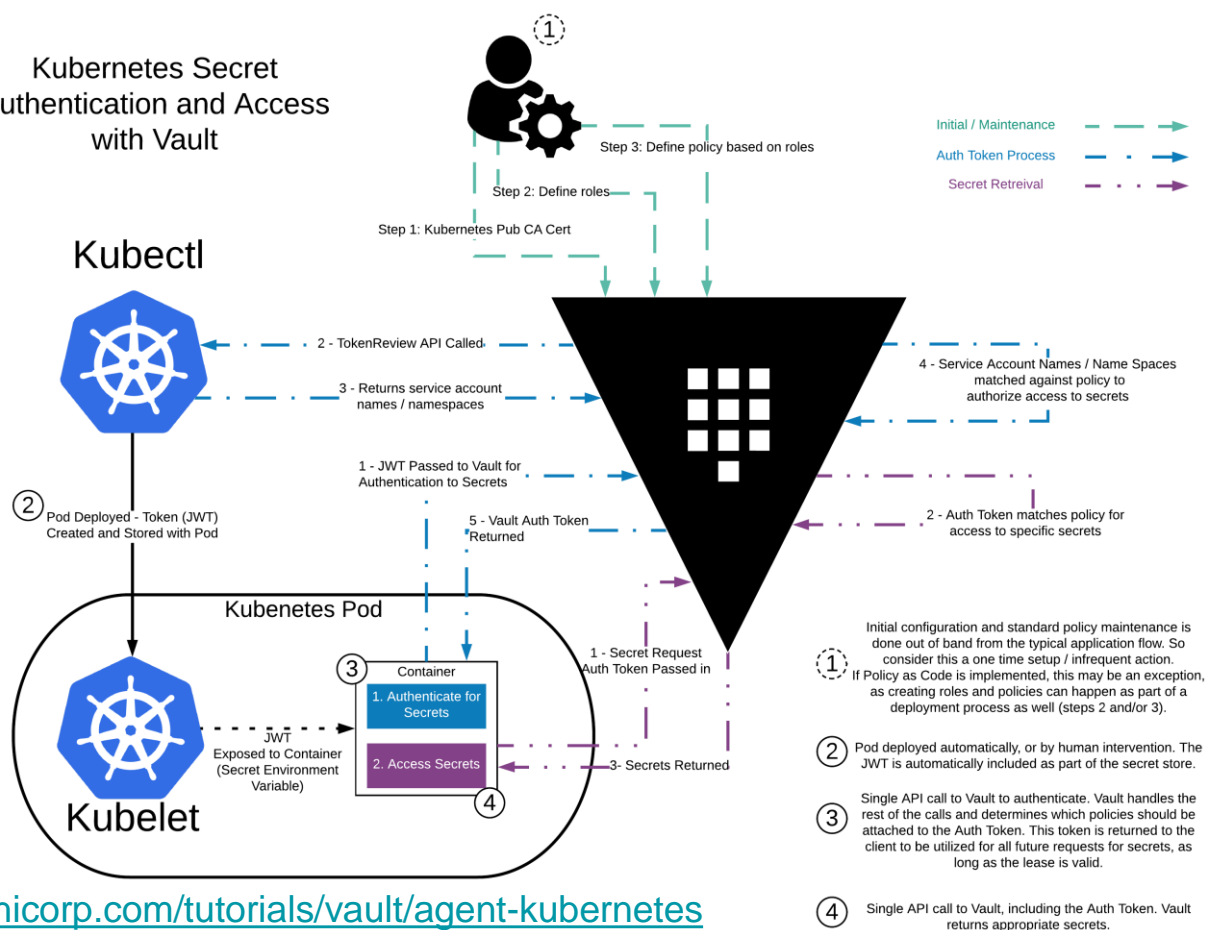 Kubernetes Secret
uthentication and Access
with Vault
1
Initial / Maintenance
Auth Token Process
Secret Retreival
Step 3: Define policy based on roles
Step 2: Define roles
Step 1: Kubernetes Pub CA Cert
Kubectl
2 - TokenReview API Called
3 - Returns service account
names / namespaces
4 - Service Account Names / Name Spaces
matched against policy to
authorize access to secrets
1 - JWT Passed to Vault for
Authentication to Secrets
2
Pod Deployed - Token (JWT)
Created and Stored with Pod
5 - Vault Auth Token
Returned
2 - Auth Token matches policy for
access to specific secrets
Kubenetes Pod
3
Container
1. Authenticate for
Secrets
2. Access Secrets
4
JWT
Exposed to Container
(Secret Environment
Variable)
Kubelet
1 - Secret Request
Auth Token Passed in
3- Secrets Returned
1
Initial configuration and standard policy maintenance is
done out of band from the typical application flow. So
consider this a one time setup / infrequent action.
If Policy as Code is implemented, this may be an exception,
as creating roles and policies can happen as part of a
deployment process as well (steps 2 and/or 3).
2
Pod deployed automatically, or by human intervention. The
JWT is automatically included as part of the secret store.
3
Single API call to Vault to authenticate. Vault handles the
rest of the calls and determines which policies should be
attached to the Auth Token. This token is returned to the
client to be utilized for all future requests for secrets, as
long as the lease is valid.
4
Single API call to Vault, including the Auth Token. Vault
returns appropriate secrets.
hicorp.com/tutorials/vault/agent-kubernetes